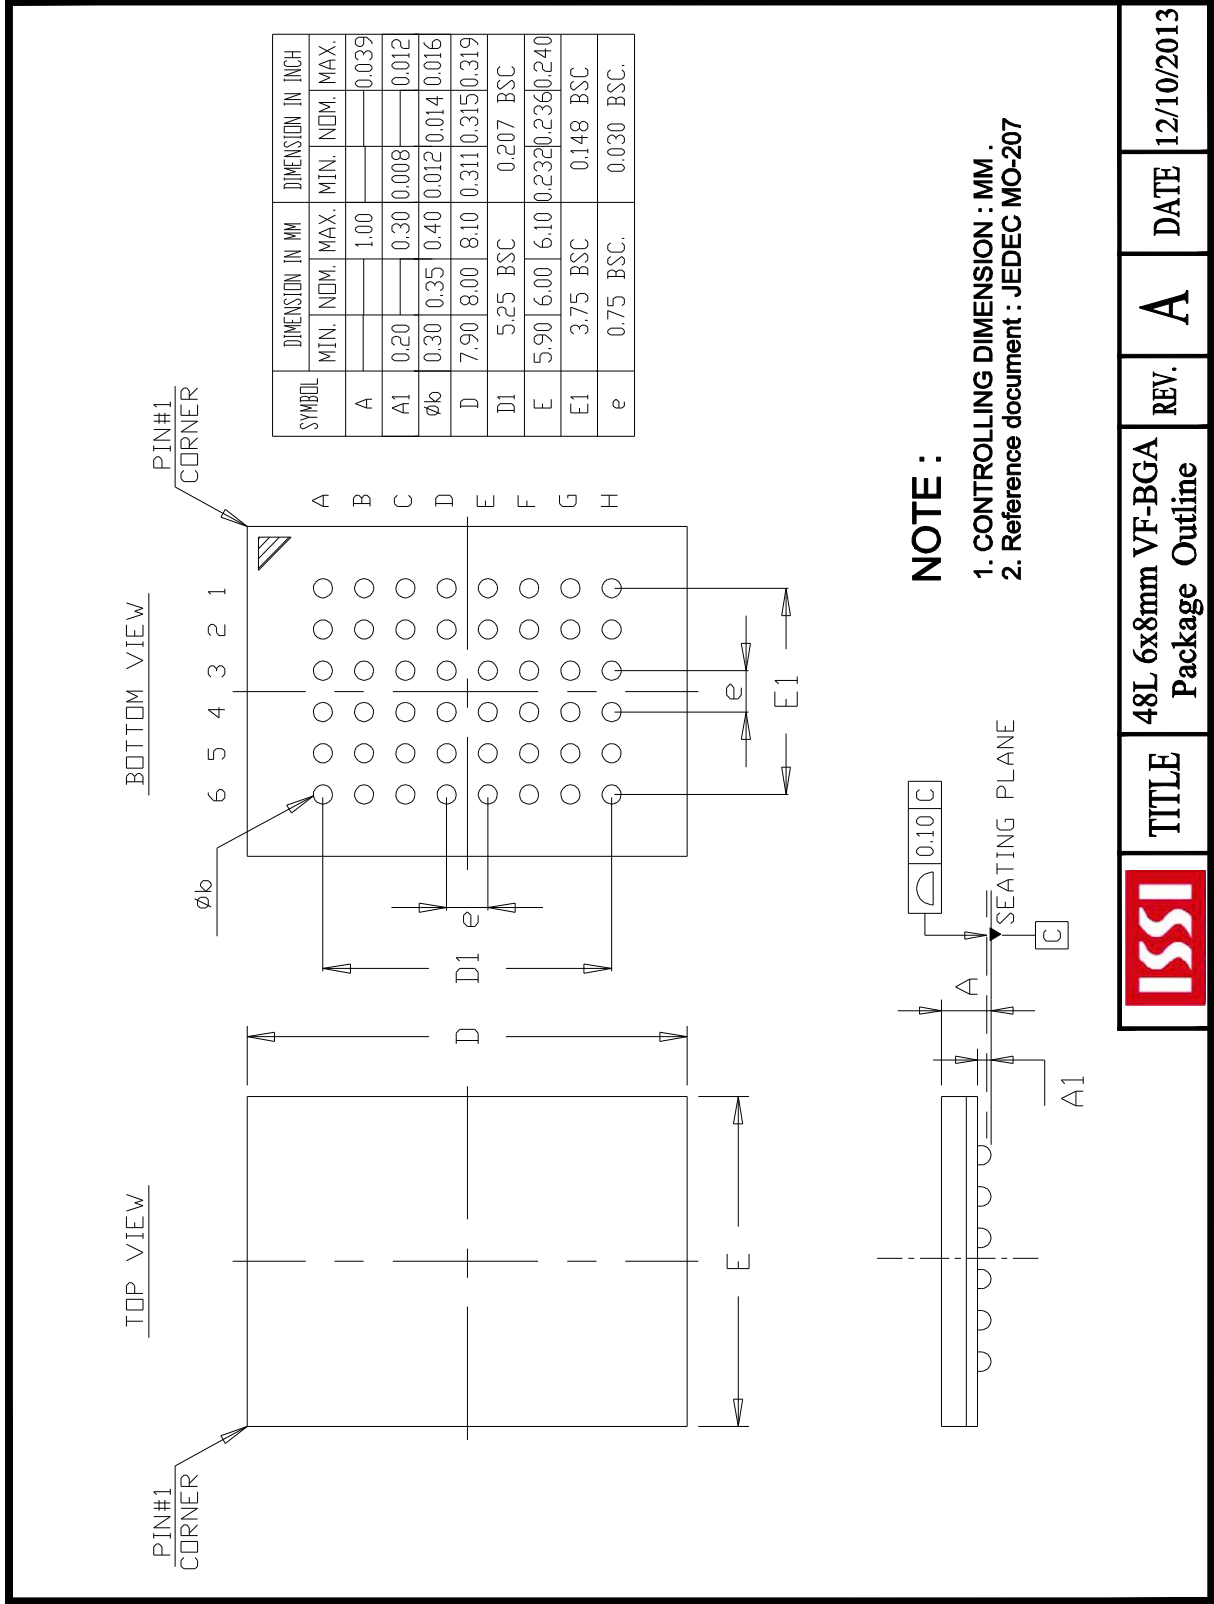 TOP VIEW
BOTTOM VIEW
PIN#1
CORNER
PIN#1
CORNER
Øb
6 5 4 3 2 1
A
B
C
D
E
F
G
H
D
D1
e
E
e
E1
SYMBOL DIMENSION IN MM DIMENSION IN INCH
MIN. NOM. MAX. MIN. NOM. MAX.
A 1.00 0.039
A1 0.20 0.30 0.008 0.012
Øb 0.30 0.35 0.40 0.012 0.014 0.016
D 7.90 8.00 8.10 0.311 0.315 0.319
D1 5.25 BSC 0.207 BSC
E 5.90 6.00 6.10 0.232 0.236 0.240
E1 3.75 BSC 0.148 BSC
e 0.75 BSC. 0.030 BSC.
A
A1
0.10 C
SEATING PLANE
C
NOTE :
1. CONTROLLING DIMENSION : MM .
2. Reference document : JEDEC MO-207
ISSI
TITLE
48L 6x8mm VF-BGA
Package Outline
REV.
A
DATE
12/10/2013